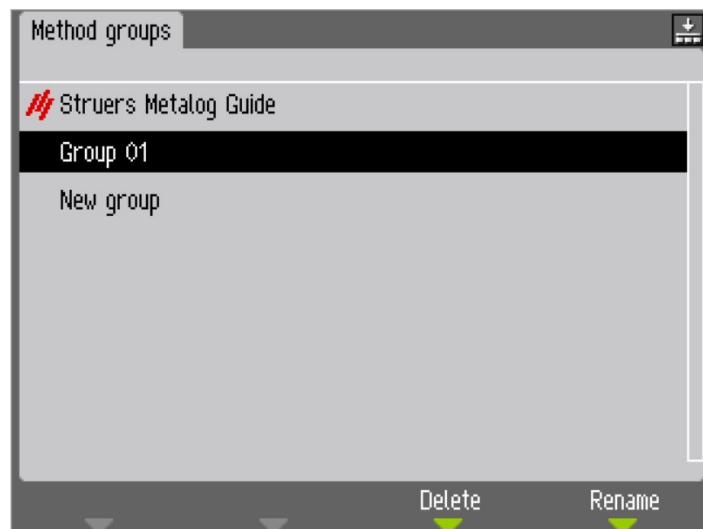 Method groups
Struers Metalog Guide
Group 01
New group
Delete Rename